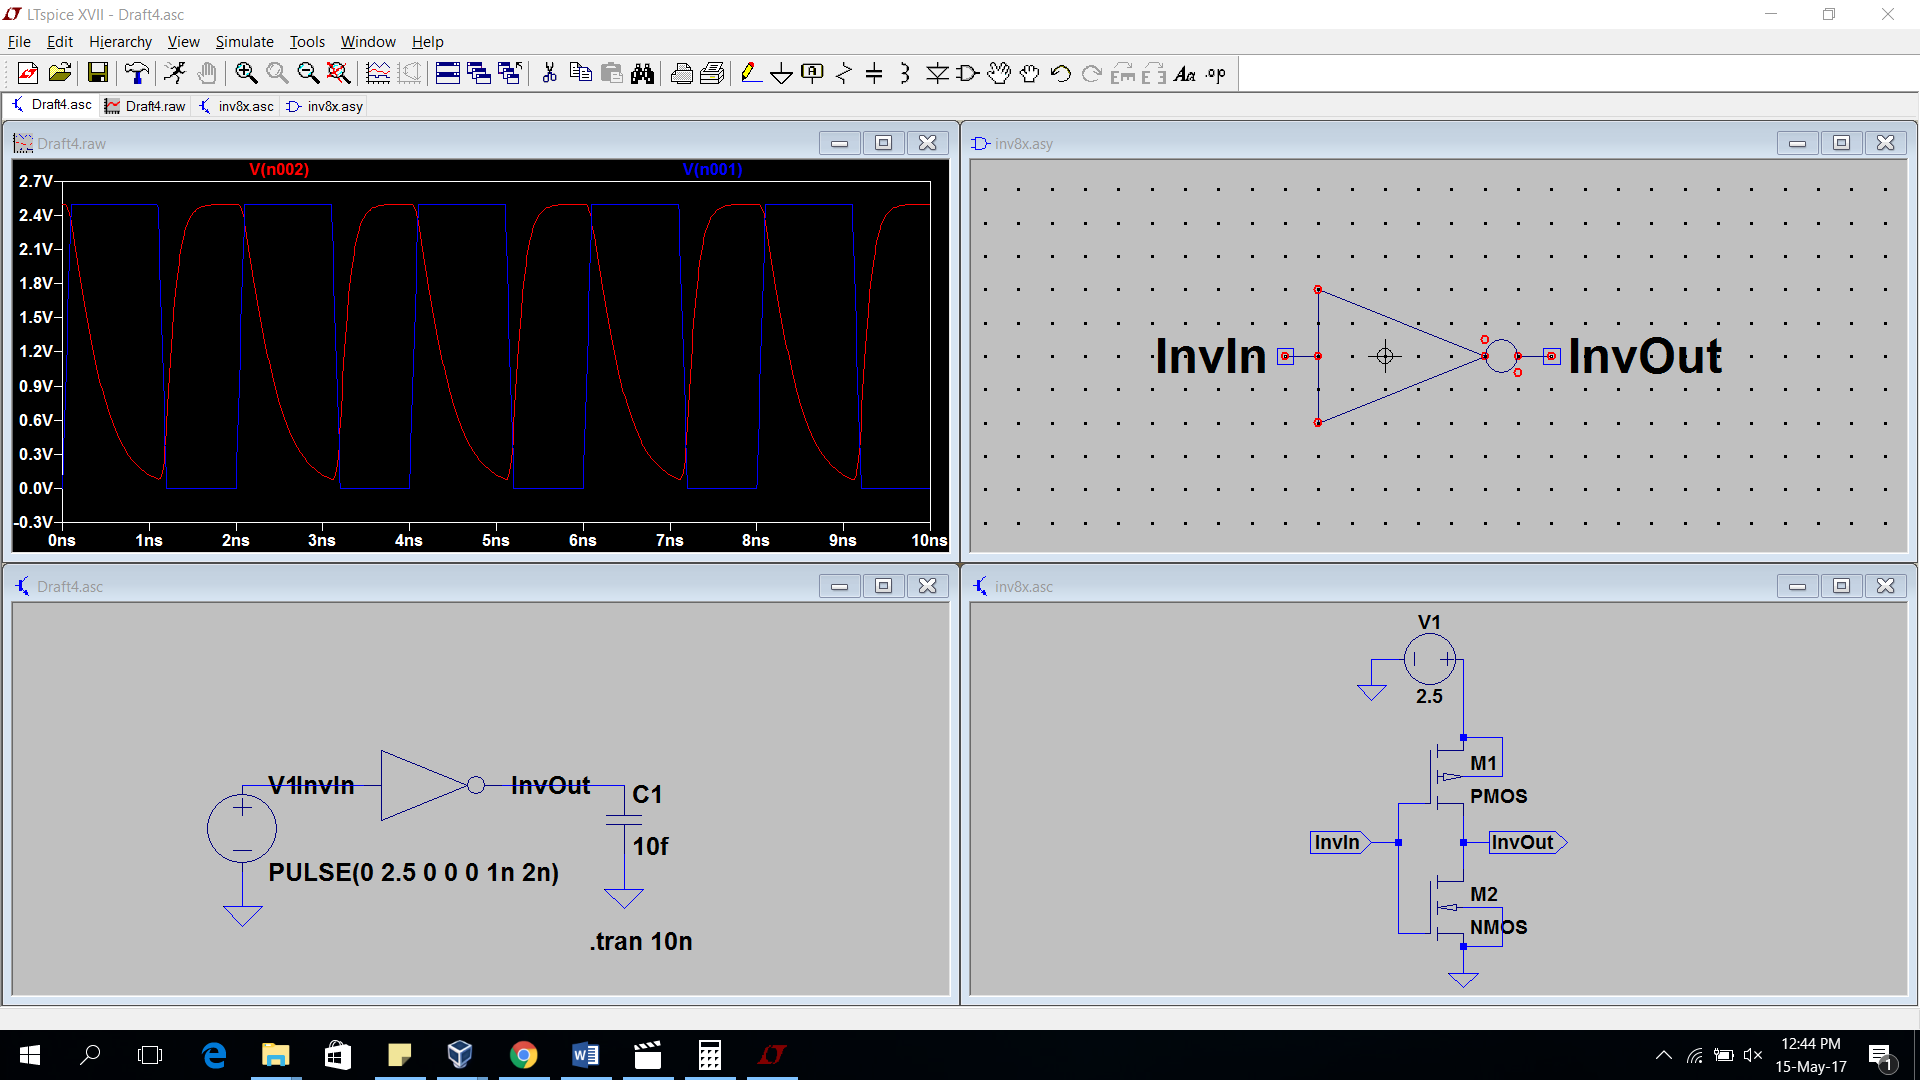 LTspice XVII - Draft4.asc
File Edit Hierarchy View Simulate Tools Window Help
Draft4.asc Draft4.raw inv8x.asc inv8x.asy
Draft4.raw
V(n002) V(n001)
2.7V
2.4V
2.1V
1.8V
1.5V
1.2V
0.9V
0.6V
0.3V
0.0V
-0.3V
0ns 1ns 2ns 3ns 4ns 5ns 6ns 7ns 8ns 9ns 10ns
inv8x.asy
InvIn InvOut
Draft4.asc
V1 InvIn InvOut
C1
10f
PULSE(0 2.5 0 0 0 1n 2n)
.tran 10n
inv8x.asc
V1
2.5
M1
PMOS
InvIn InvOut
M2
NMOS
12:44 PM
15-May-17
1